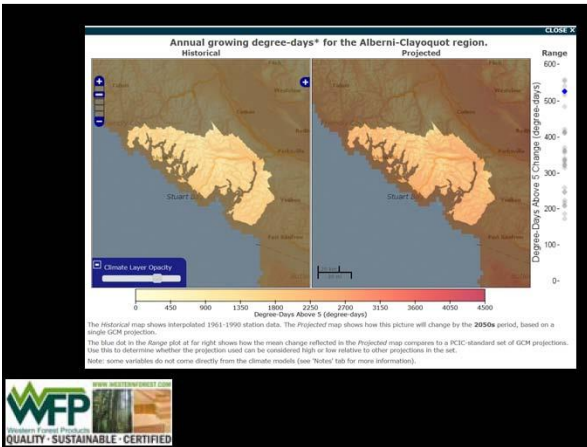 CLOSE X
Annual growing degree-days* for the Alberni-Clayoquot region.
Historical
Projected
Range
600-
500-
400-
300-
200-
100-
0-
Degree-Days Above 5 Change (degree-days)
Climate Layer Opacity
0 450 900 1350 1800 2250 2700 3150 3600 4050 4500
Degree-Days Above 5 (degree-days)
The Historical map shows interpolated 1961-1990 station data. The Projected map shows how this picture will change by the 2050s period, based on a
single GCM projection.
The blue dot in the Range plot at far right shows how the mean change reflected in the Projected map compares to a PCIC-standard set of GCM projections.
Use this to determine whether the projection used can be considered high or low relative to other projections in the set.
Note: some variables do not come directly from the climate models (see 'Notes' tab for more information).
WWW.WESTERNFOREST.COM
WFP
Western Forest Products
QUALITY · SUSTAINABLE · CERTIFIED